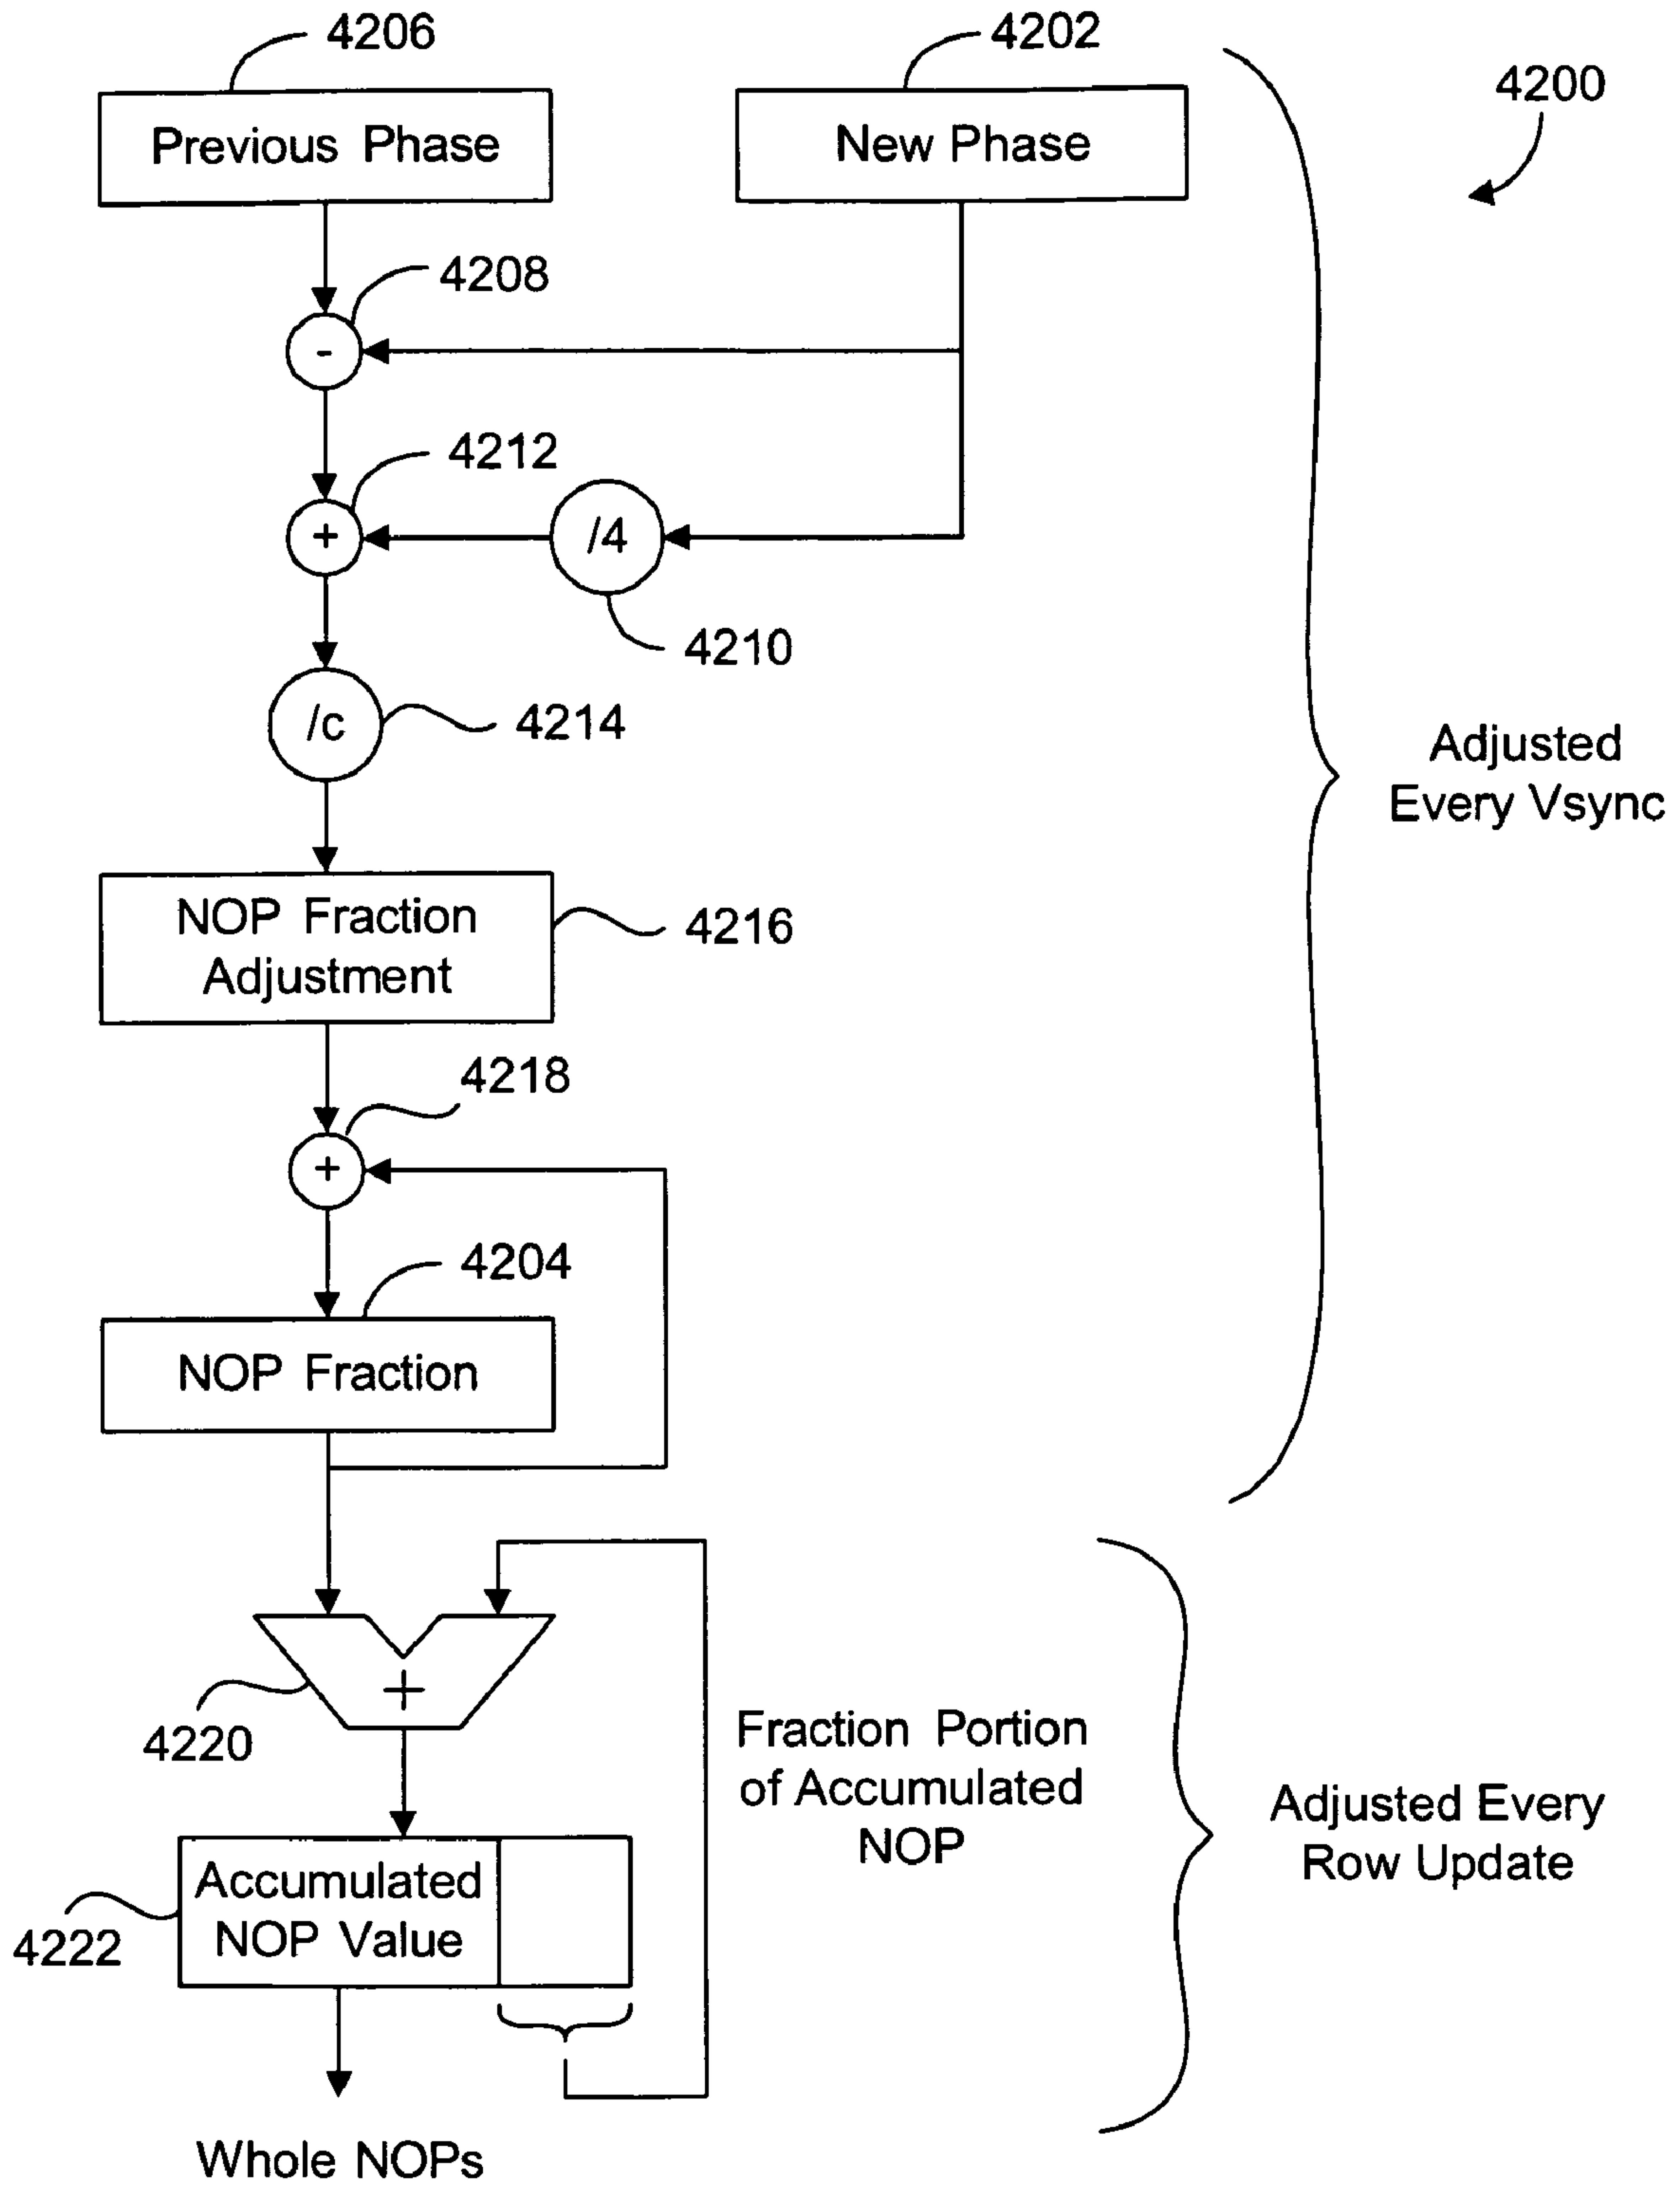 4206
4202
4200
Previous Phase
New Phase
4208
-
4212
+
/4
4210
/c
4214
Adjusted
Every Vsync
NOP Fraction
Adjustment
4216
4218
+
4204
NOP Fraction
+
4220
Fraction Portion
of Accumulated
NOP
Adjusted Every
Row Update
Accumulated
NOP Value
4222
Whole NOPs